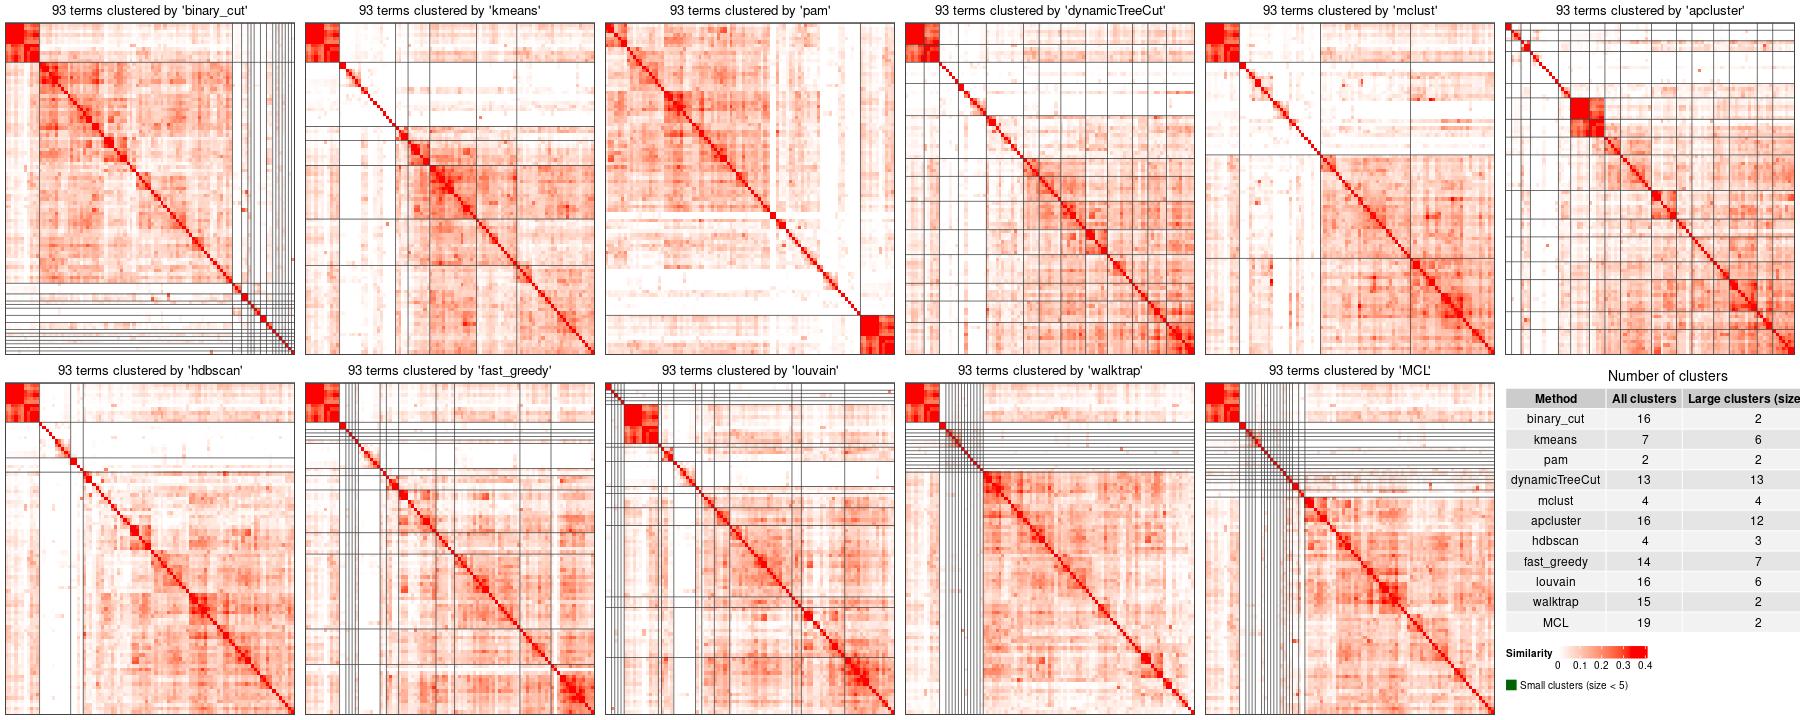 93 terms clustered by 'binary_cut'
93 terms clustered by 'kmeans'
93 terms clustered by 'pam'
93 terms clustered by 'dynamicTreeCut'
93 terms clustered by 'mclust'
93 terms clustered by 'apcluster'
93 terms clustered by 'hdbscan'
93 terms clustered by 'fast_greedy'
93 terms clustered by 'louvain'
93 terms clustered by 'walktrap'
93 terms clustered by 'MCL'
Number of clusters
Method All clusters Large clusters (size
binary_cut 16 2
kmeans 7 6
pam 2 2
dynamicTreeCut 13 13
mclust 4 4
apcluster 16 12
hdbscan 4 3
fast_greedy 14 7
louvain 16 6
walktrap 15 2
MCL 19 2
Similarity
0 0.1 0.2 0.3 0.4
Small clusters (size < 5)